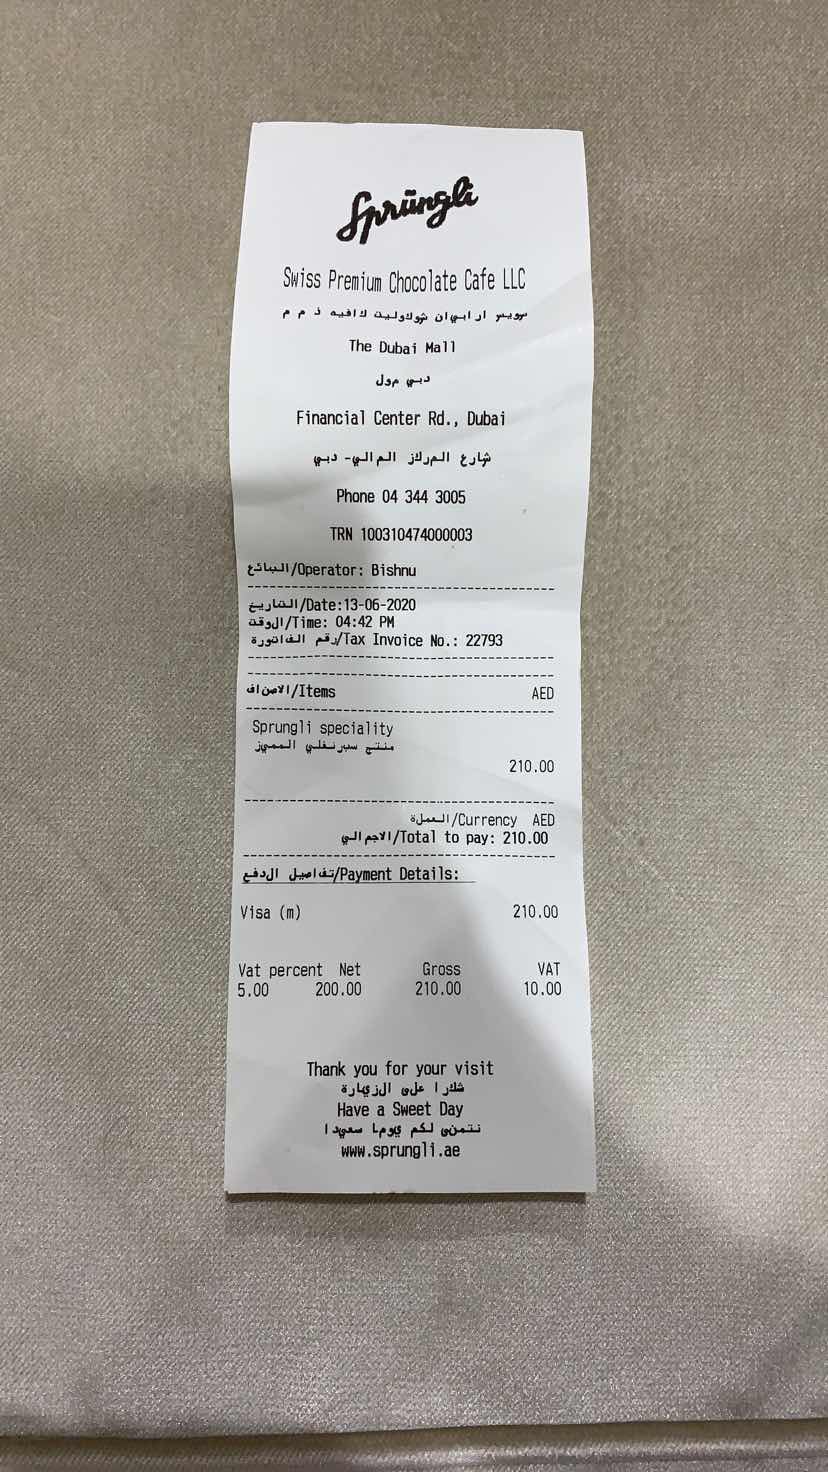 Sprüngli
Swiss Premium Chocolate Cafe LLC
سويس ارابيان شوكوليت كافيه ذ م م
The Dubai Mall
دبي مول
Financial Center Rd., Dubai
شارع المركز المالي- دبي
Phone 04 344 3005
TRN 100310474000003
البائع/Operator: Bishnu
التاريخ/Date:13-06-2020
الوقت/Time: 04:42 PM
رقم الفاتورة/Tax Invoice No.: 22793
الاصناف/Items AED
Sprungli speciality
منتج سبرنغلي المميز
210.00
العملة/Currency AED
الاجمالي/Total to pay: 210.00
تفاصيل الدفع/Payment Details:
Visa (m) 210.00
Vat percent Net Gross VAT
5.00 200.00 210.00 10.00
Thank you for your visit
شكرا على الزيارة
Have a Sweet Day
نتمنى لكم يوما سعيدا
www.sprungli.ae